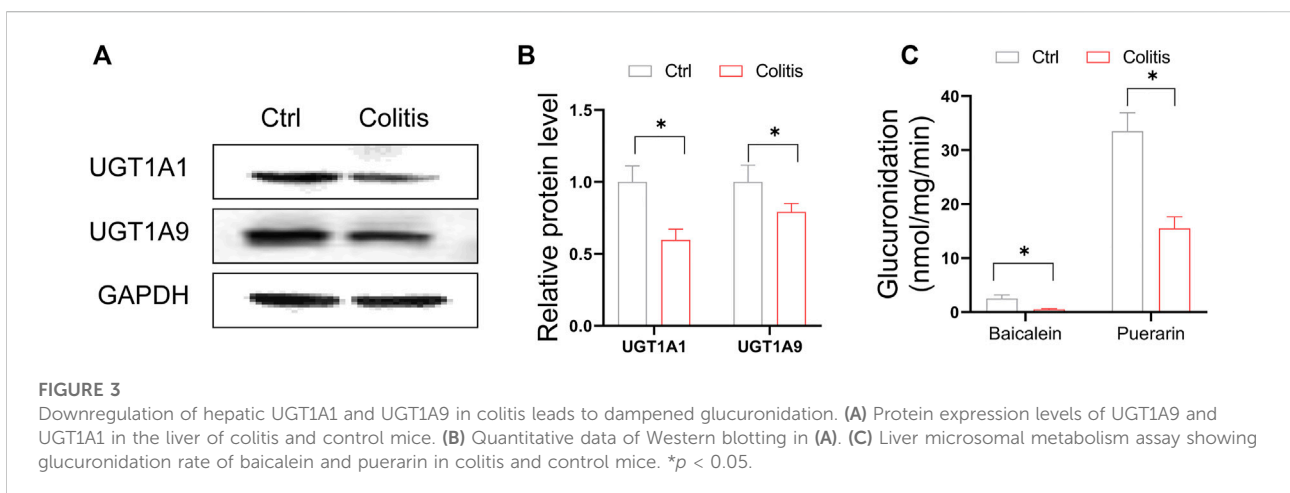 A
Ctrl Colitis
UGT1A1
UGT1A9
GAPDH
B
Ctrl Colitis
Relative protein level
1.5
1.0
0.5
0.0
* *
UGT1A1 UGT1A9
C
Ctrl Colitis
Glucuronidation
(nmol/mg/min)
40
30
20
10
0
* *
Baicalein Puerarin
FIGURE 3
Downregulation of hepatic UGT1A1 and UGT1A9 in colitis leads to dampened glucuronidation. (A) Protein expression levels of UGT1A9 and
UGT1A1 in the liver of colitis and control mice. (B) Quantitative data of Western blotting in (A). (C) Liver microsomal metabolism assay showing
glucuronidation rate of baicalein and puerarin in colitis and control mice. *p < 0.05.